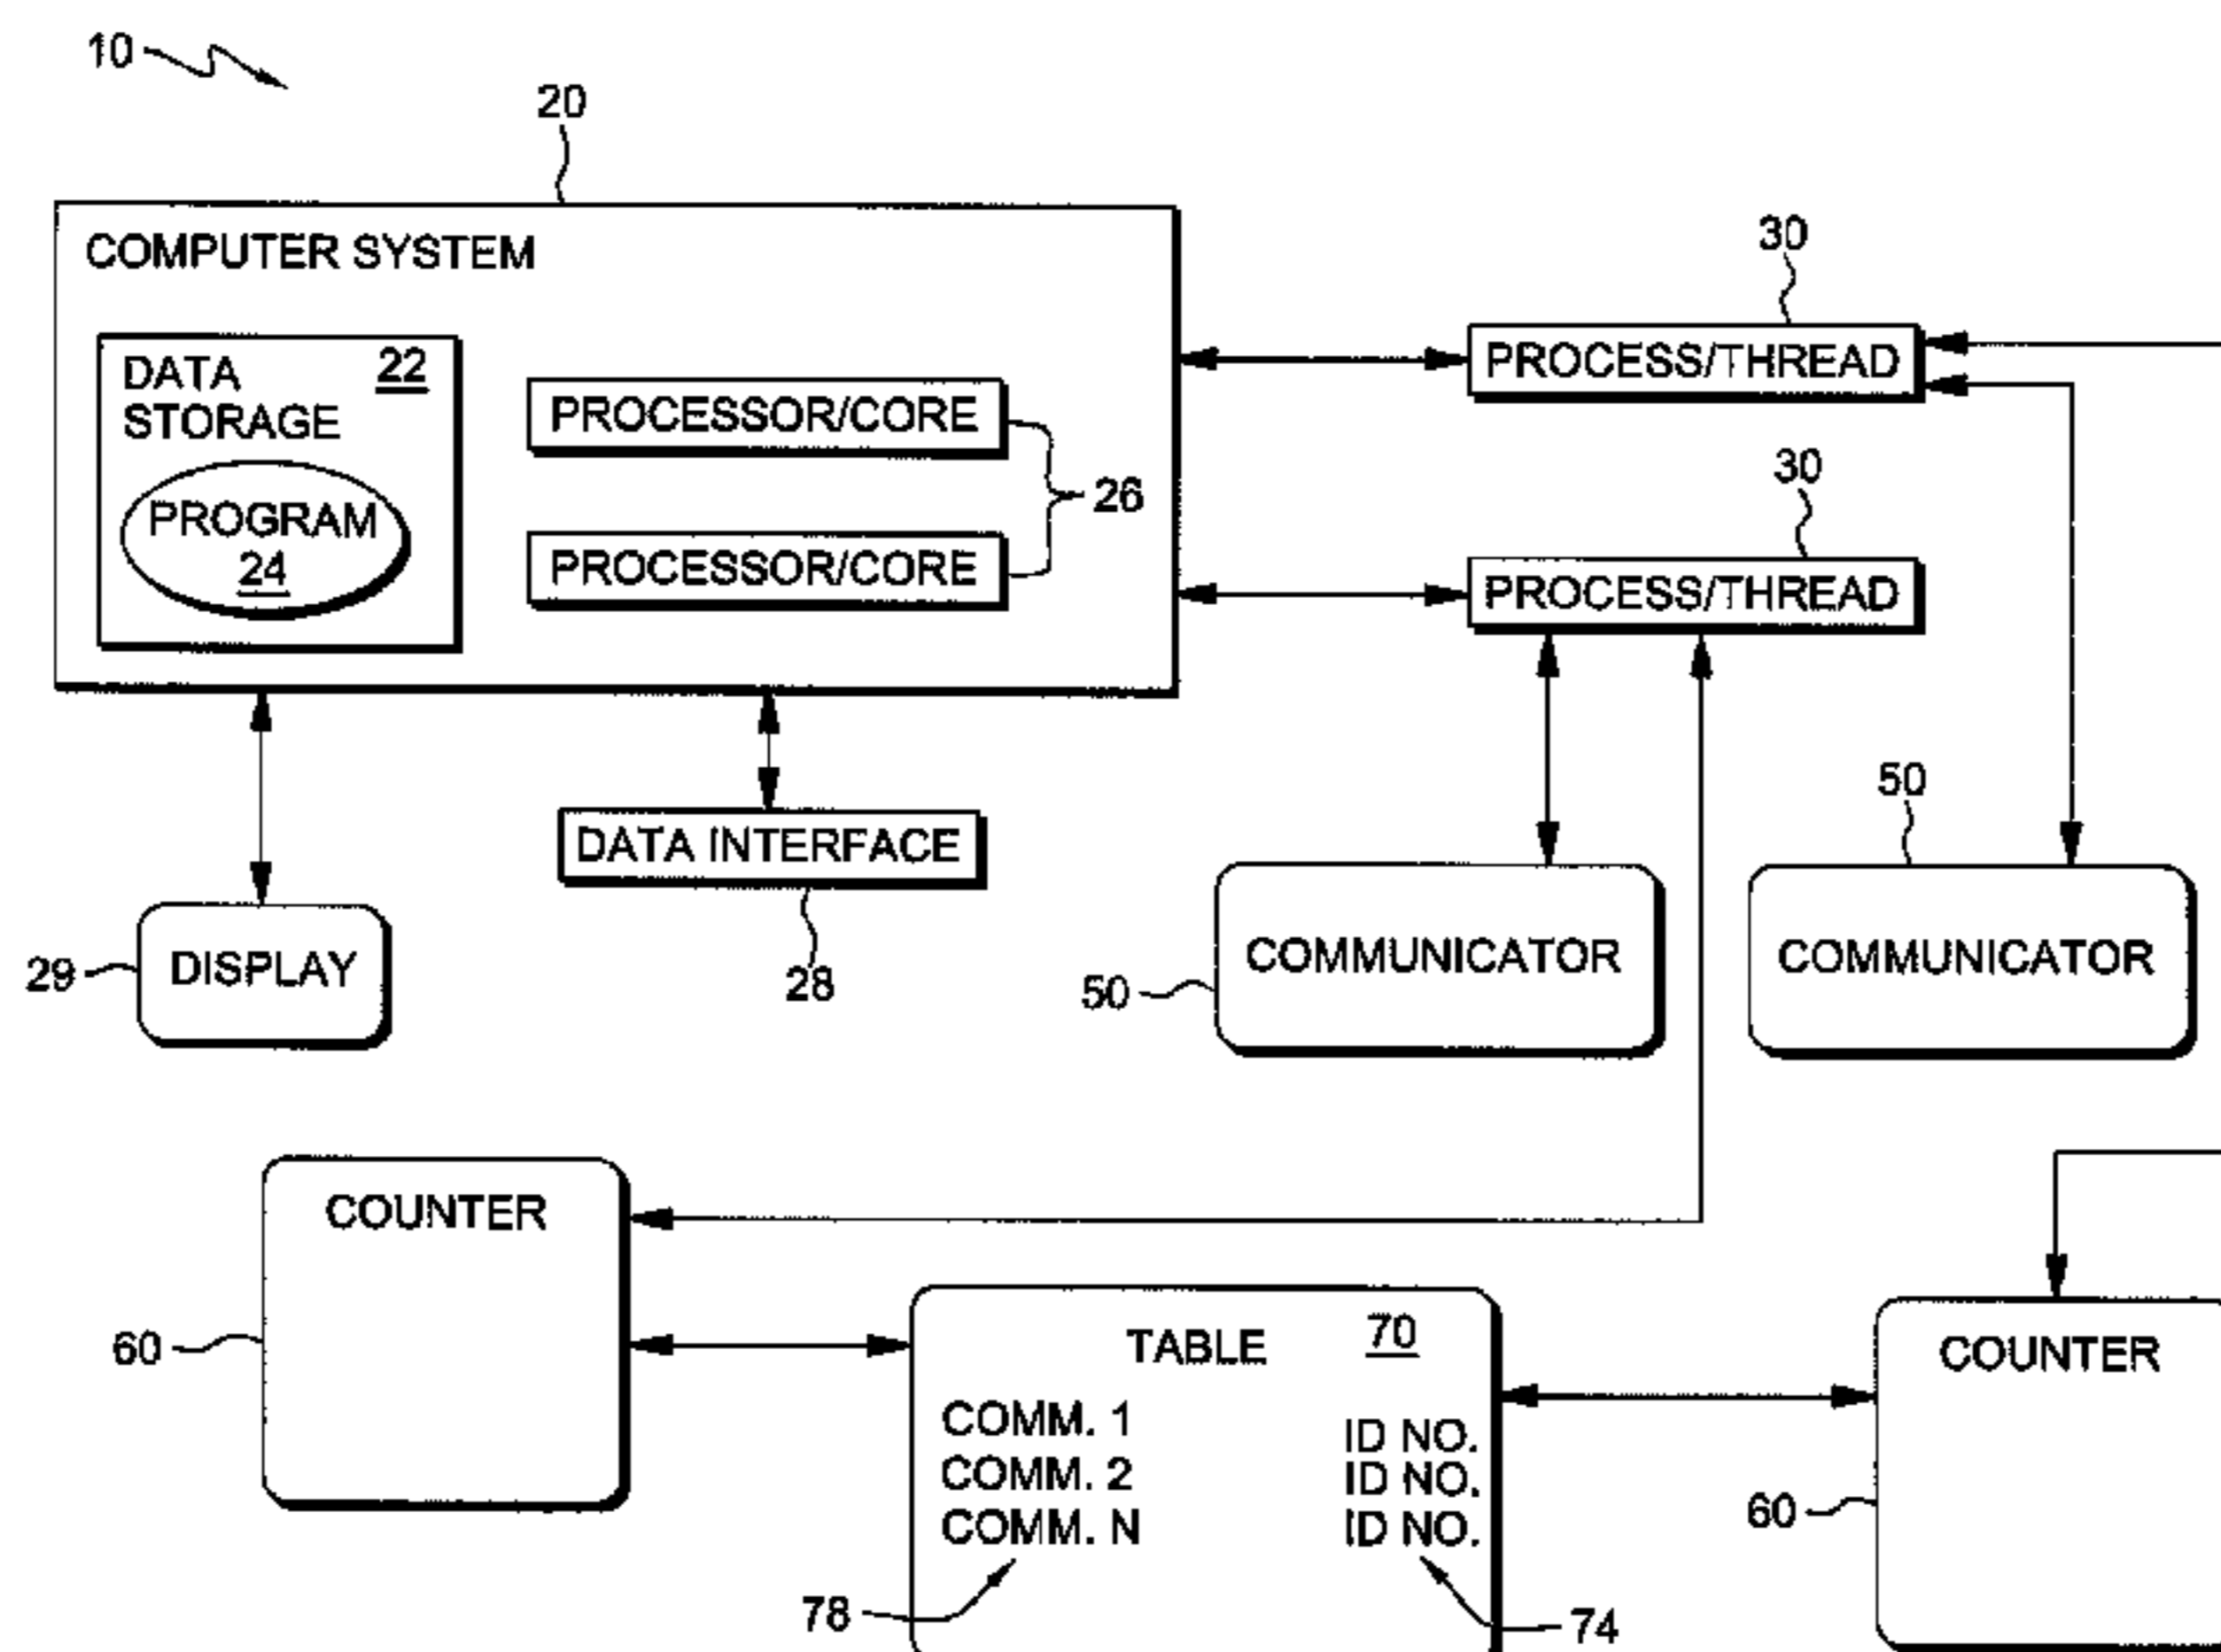 10
20
COMPUTER SYSTEM
DATA STORAGE
22
PROGRAM
24
PROCESSOR/CORE
PROCESSOR/CORE
26
30
PROCESS/THREAD
30
PROCESS/THREAD
DATA INTERFACE
28
29
DISPLAY
50
COMMUNICATOR
50
COMMUNICATOR
COUNTER
60
TABLE
70
COMM. 1
ID NO.
COMM. 2
ID NO.
COMM. N
ID NO.
78
74
COUNTER
60